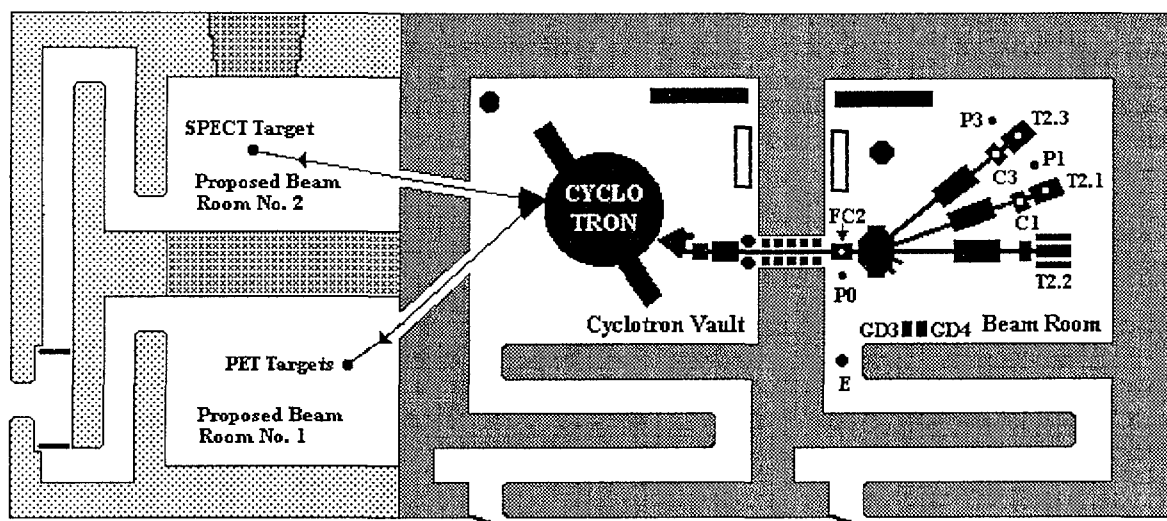 SPECT Target
Proposed Beam
Room No. 2
PET Targets
Proposed Beam
Room No. 1
CYCLO
TRON
Cyclotron Vault
P3
T2.3
C3
P1
T2.1
C1
FC2
P0
T2.2
GD3
GD4
Beam Room
E